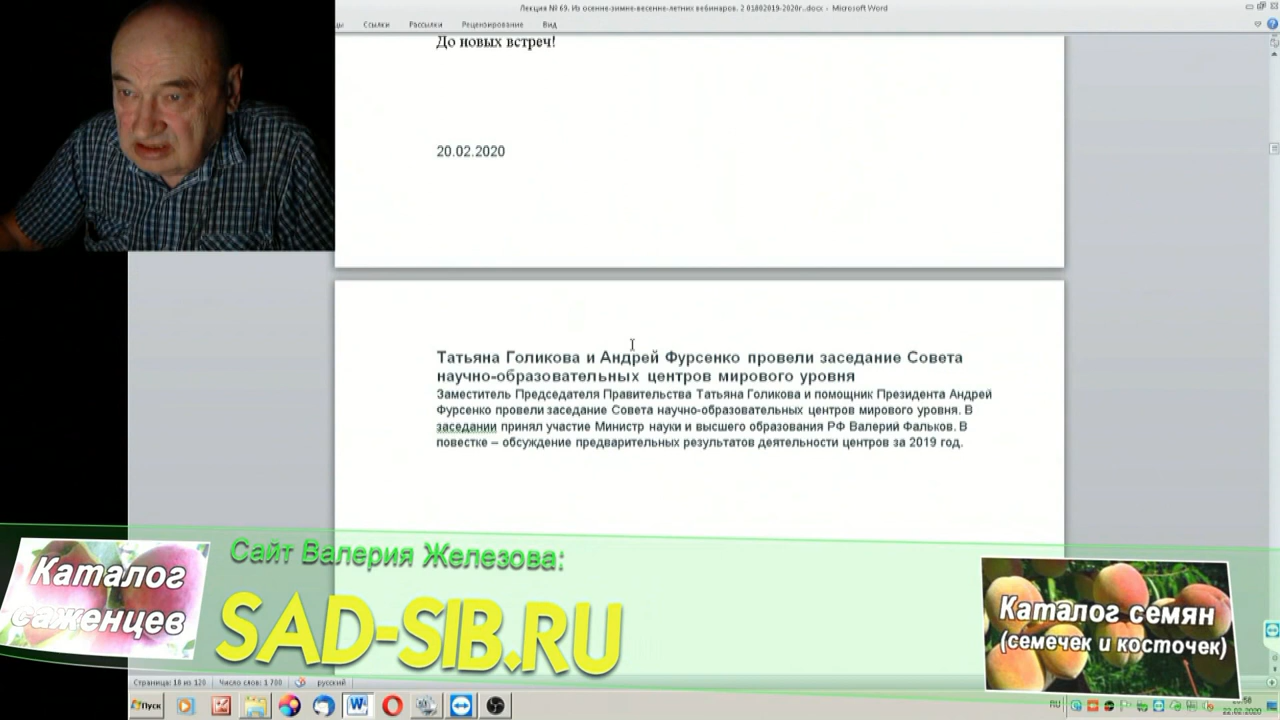 Лекция № 69. Из осенне-зимне-весенне-летних вебинаров. 2 01802019-2020г..docx - Microsoft Word
Ссылки Рассылки Рецензирование Вид
До новых встреч!
20.02.2020
Татьяна Голикова и Андрей Фурсенко провели заседание Совета
научно-образовательных центров мирового уровня
Заместитель Председателя Правительства Татьяна Голикова и помощник Президента Андрей
Фурсенко провели заседание Совета научно-образовательных центров мирового уровня. В
заседании принял участие Министр науки и высшего образования РФ Валерий Фальков. В
повестке – обсуждение предварительных результатов деятельности центров за 2019 год.
Сайт Валерия Железова:
SAD-SIB.RU
Каталог
саженцев
Каталог семян
(семечек и косточек)
Страница: 18 из 120 Число слов: 1 700 русский
Пуск
RU
22.02.2020